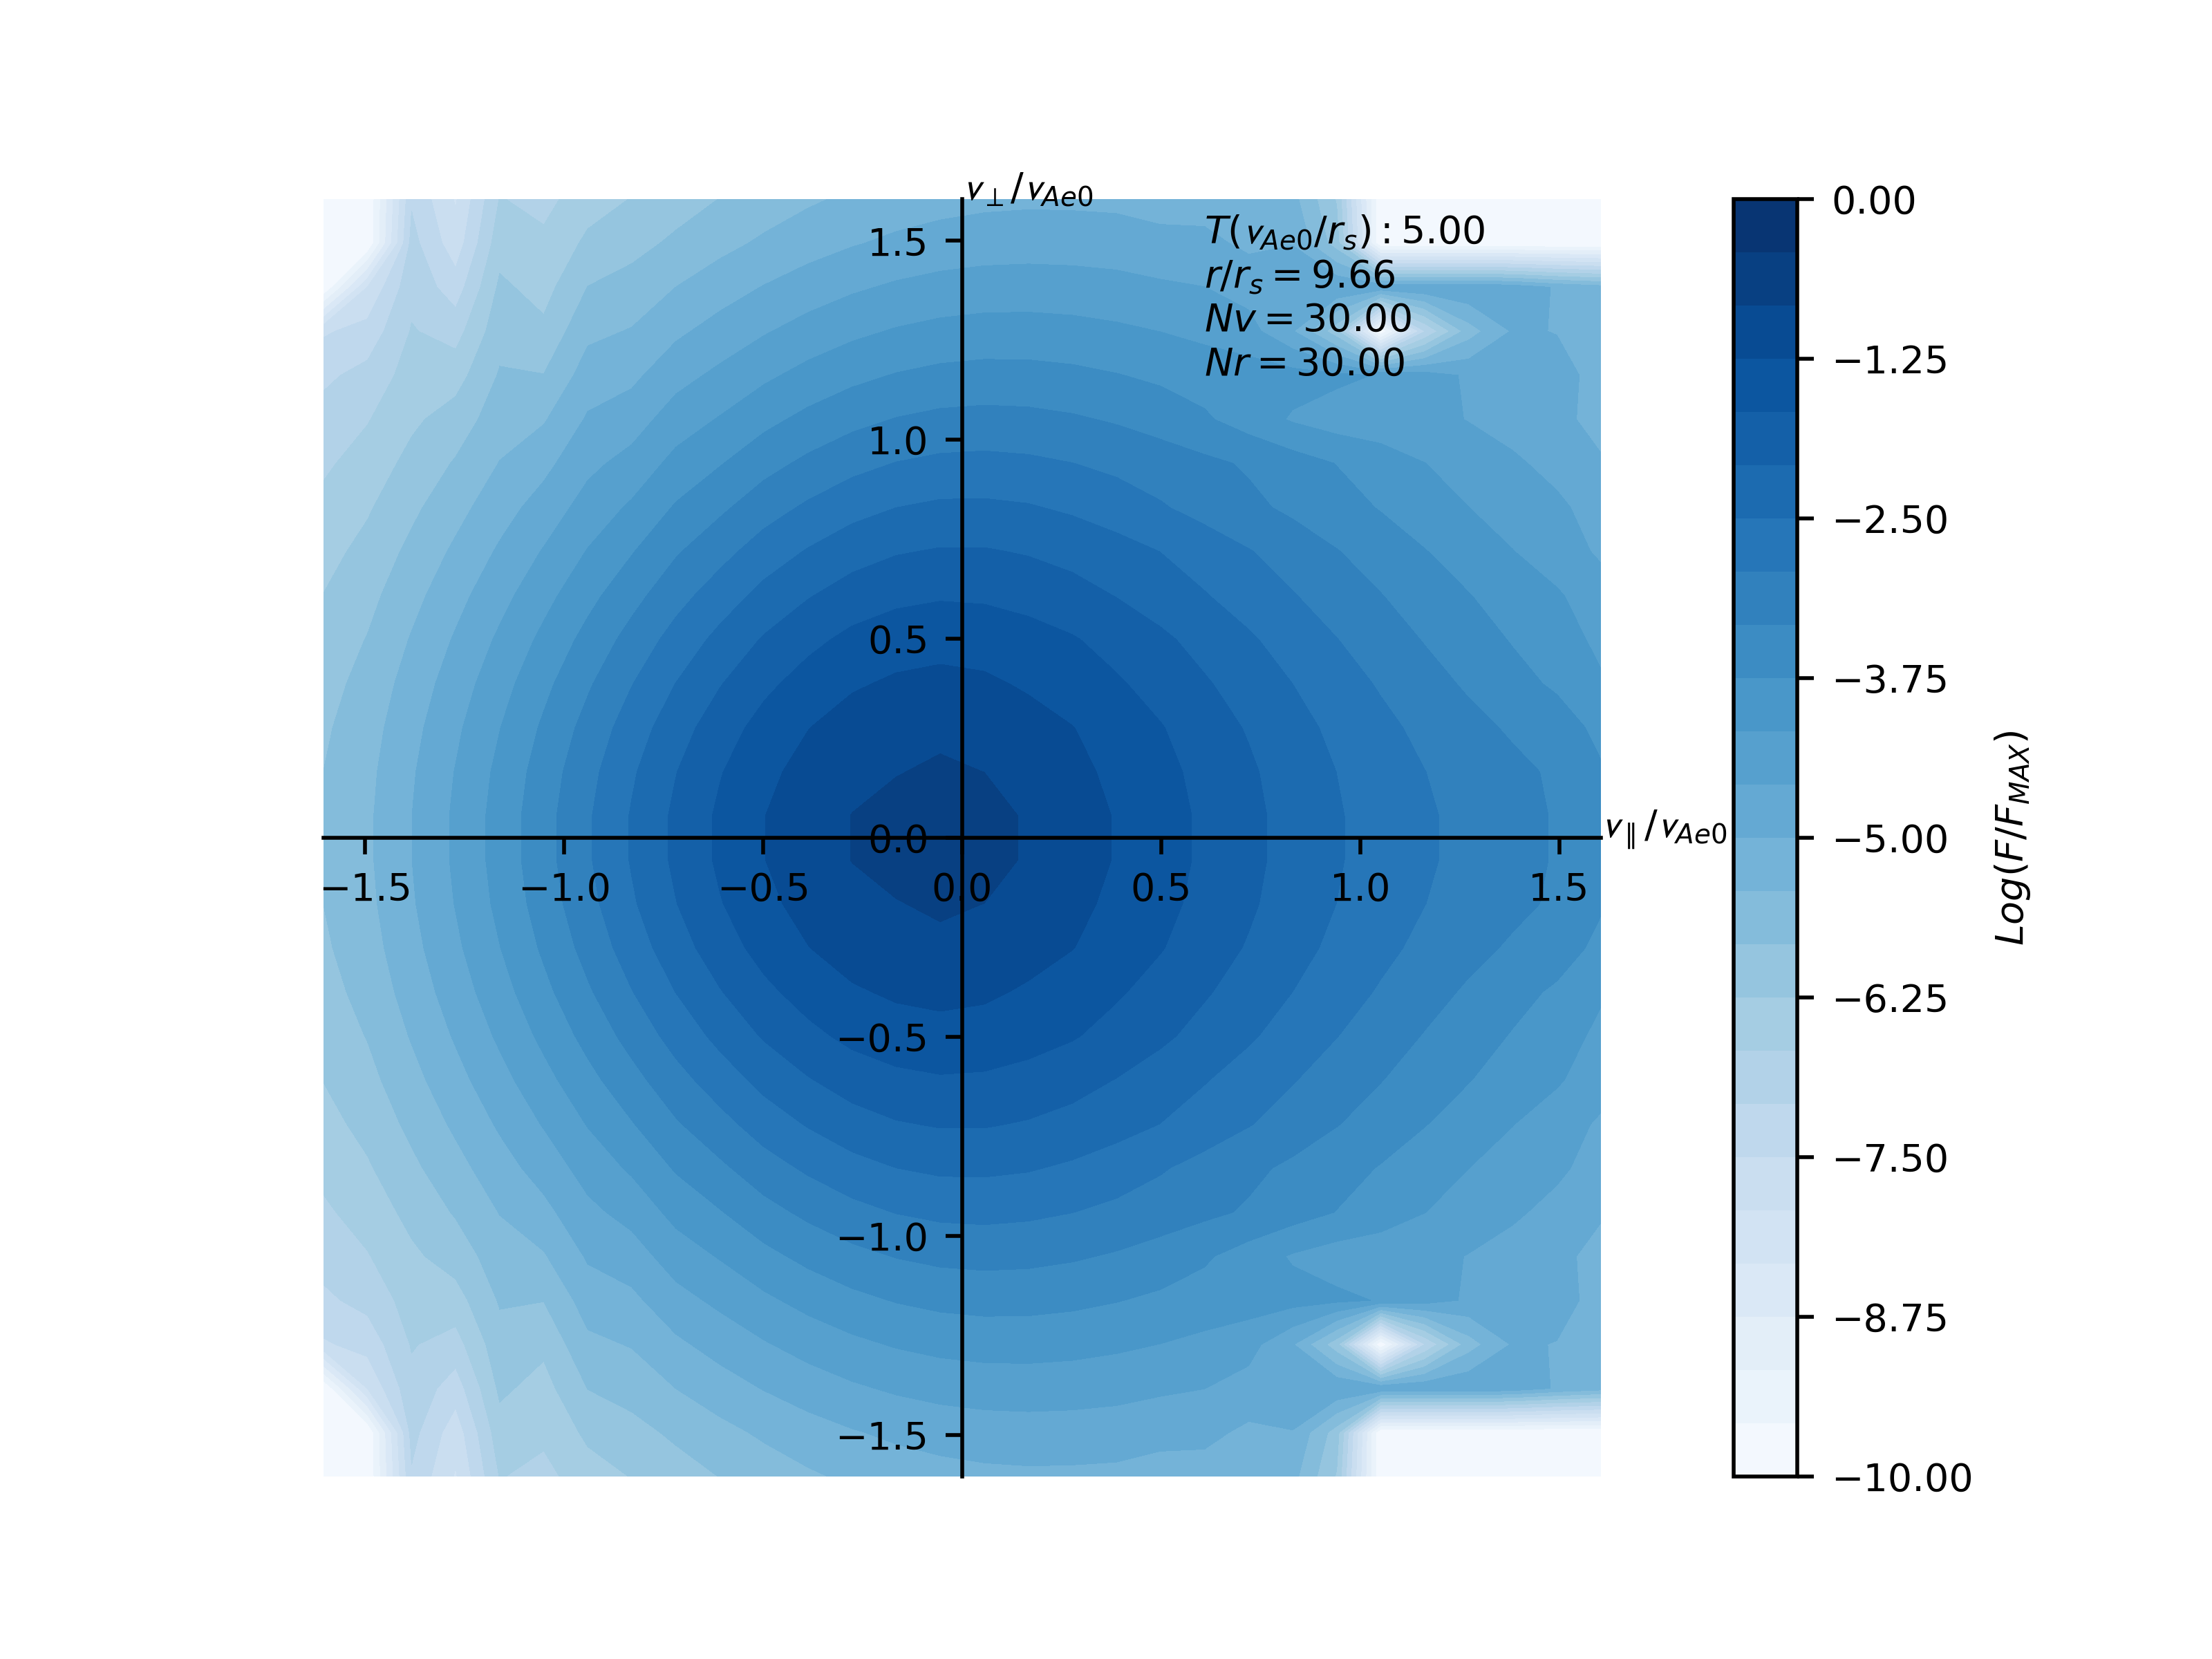 v⊥/vAe0
T(vAe0/rs) : 5.00
r/rs = 9.66
Nv = 30.00
Nr = 30.00
1.5
1.0
0.5
0.0
−0.5
−1.0
−1.5
−1.5 −1.0 −0.5 0.0 0.5 1.0 1.5
v∥/vAe0
0.00
−1.25
−2.50
−3.75
−5.00
−6.25
−7.50
−8.75
−10.00
Log(F/FMAX)